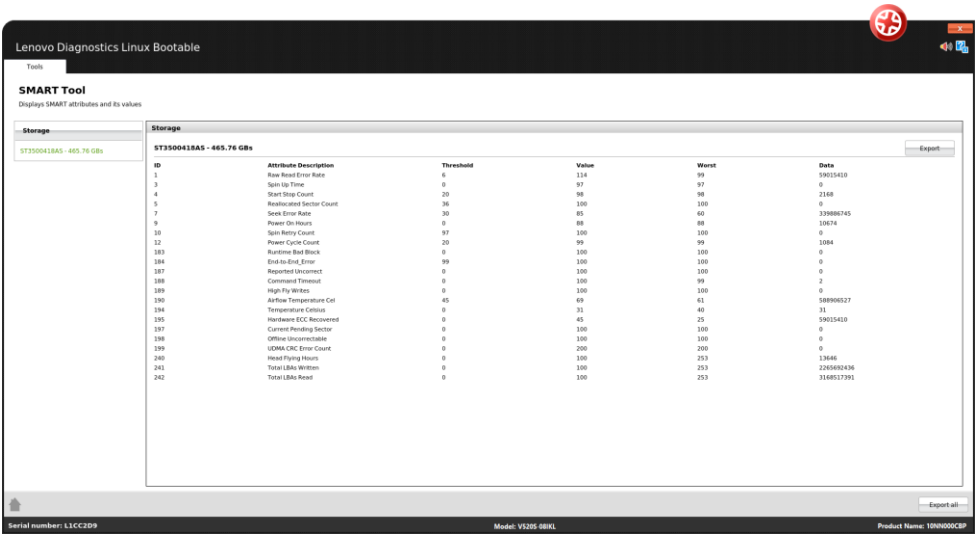 Lenovo Diagnostics Linux Bootable
Tools
SMART Tool
Displays SMART attributes and its values
Storage
ST3500418AS - 465.76 GBs
Storage
ST3500418AS - 465.76 GBs
Export
ID Attribute Description Threshold Value Worst Data
1 Raw Read Error Rate 6 114 99 59015410
3 Spin Up Time 0 97 97 0
4 Start Stop Count 20 98 98 2168
5 Reallocated Sector Count 36 100 100 0
7 Seek Error Rate 30 85 60 339886745
9 Power On Hours 0 88 88 10674
10 Spin Retry Count 97 100 100 0
12 Power Cycle Count 20 99 99 1084
183 Runtime Bad Block 0 100 100 0
184 End-to-End_Error 99 100 100 0
187 Reported Uncorrect 0 100 100 0
188 Command Timeout 0 100 99 2
189 High Fly Writes 0 100 100 0
190 Airflow Temperature Cel 45 69 61 588906527
194 Temperature Celsius 0 31 40 31
195 Hardware ECC Recovered 0 45 25 59015410
197 Current Pending Sector 0 100 100 0
198 Offline Uncorrectable 0 100 100 0
199 UDMA CRC Error Count 0 200 200 0
240 Head Flying Hours 0 100 253 13646
241 Total LBAs Written 0 100 253 2265692436
242 Total LBAs Read 0 100 253 3168517391
Export all
Serial number: L1CC2D9 Model: V520S-08IKL Product Name: 10NN000CBP